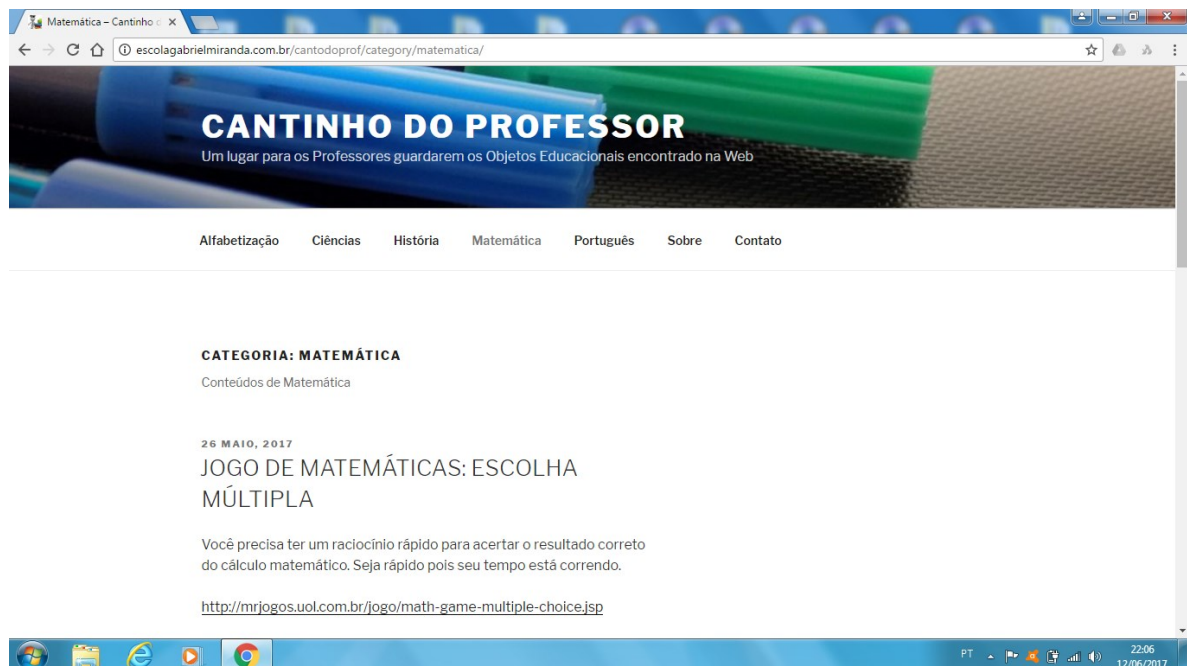 Matemática – Cantinho d
escolagabrielmiranda.com.br/cantodoprof/category/matematica/
CANTINHO DO PROFESSOR
Um lugar para os Professores guardarem os Objetos Educacionais encontrado na Web
Alfabetização Ciências História Matemática Português Sobre Contato
CATEGORIA: MATEMÁTICA
Conteúdos de Matemática
26 MAIO, 2017
JOGO DE MATEMÁTICAS: ESCOLHA
MÚLTIPLA
Você precisa ter um raciocínio rápido para acertar o resultado correto
do cálculo matemático. Seja rápido pois seu tempo está correndo.
http://mrjogos.uol.com.br/jogo/math-game-multiple-choice.jsp
PT
22:06
12/06/2017